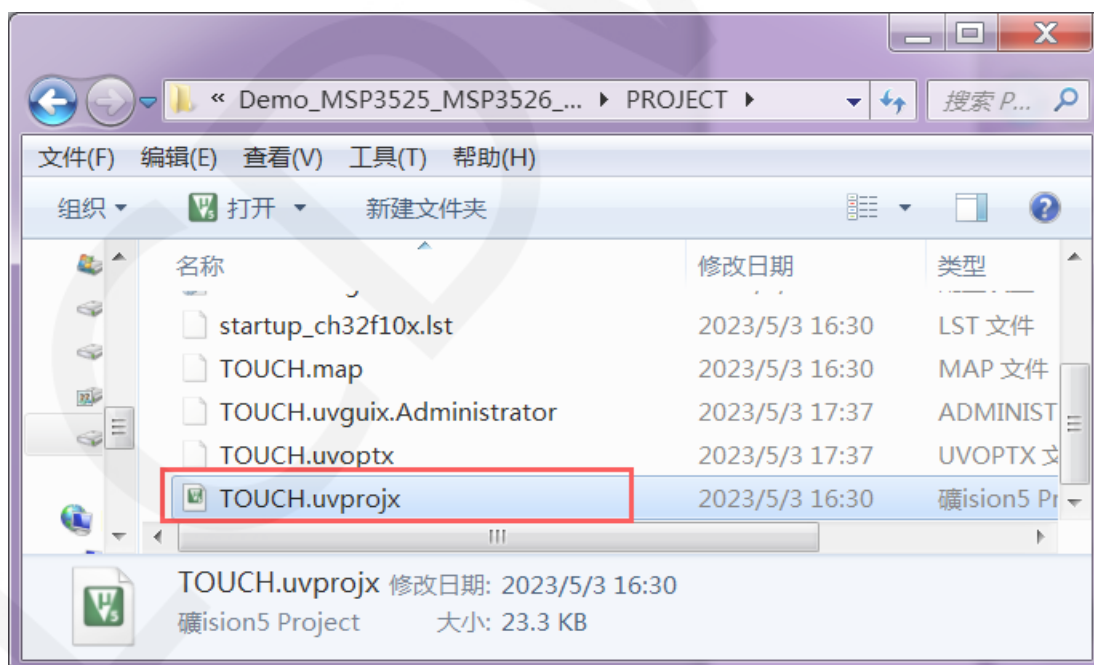 « Demo_MSP3525_MSP3526_... PROJECT 搜索 P...
文件(F) 编辑(E) 查看(V) 工具(T) 帮助(H)
组织 打开 新建文件夹
名称 修改日期 类型
startup_ch32f10x.lst 2023/5/3 16:30 LST 文件
TOUCH.map 2023/5/3 16:30 MAP 文件
TOUCH.uvguix.Administrator 2023/5/3 17:37 ADMINIST
TOUCH.uvoptx 2023/5/3 17:37 UVOPTX 文
TOUCH.uvprojx 2023/5/3 16:30 礦ision5 Pr
TOUCH.uvprojx 修改日期: 2023/5/3 16:30
礦ision5 Project 大小: 23.3 KB